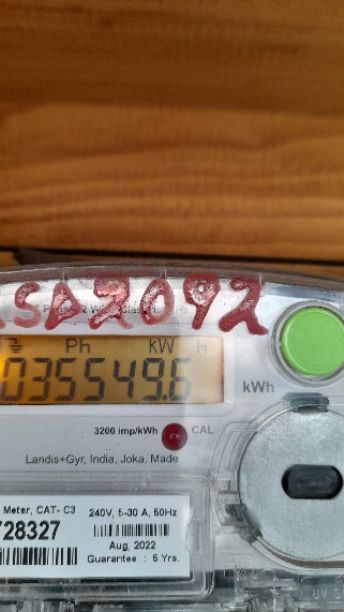 SD2092
Ph kW h
035549.6
kWh
3200 imp/kWh CAL
Landis+Gyr, India, Joka, Made
Meter, CAT- C3 240V, 5-30 A, 50Hz
728327
Aug, 2022
Guarantee : 5 Yrs.